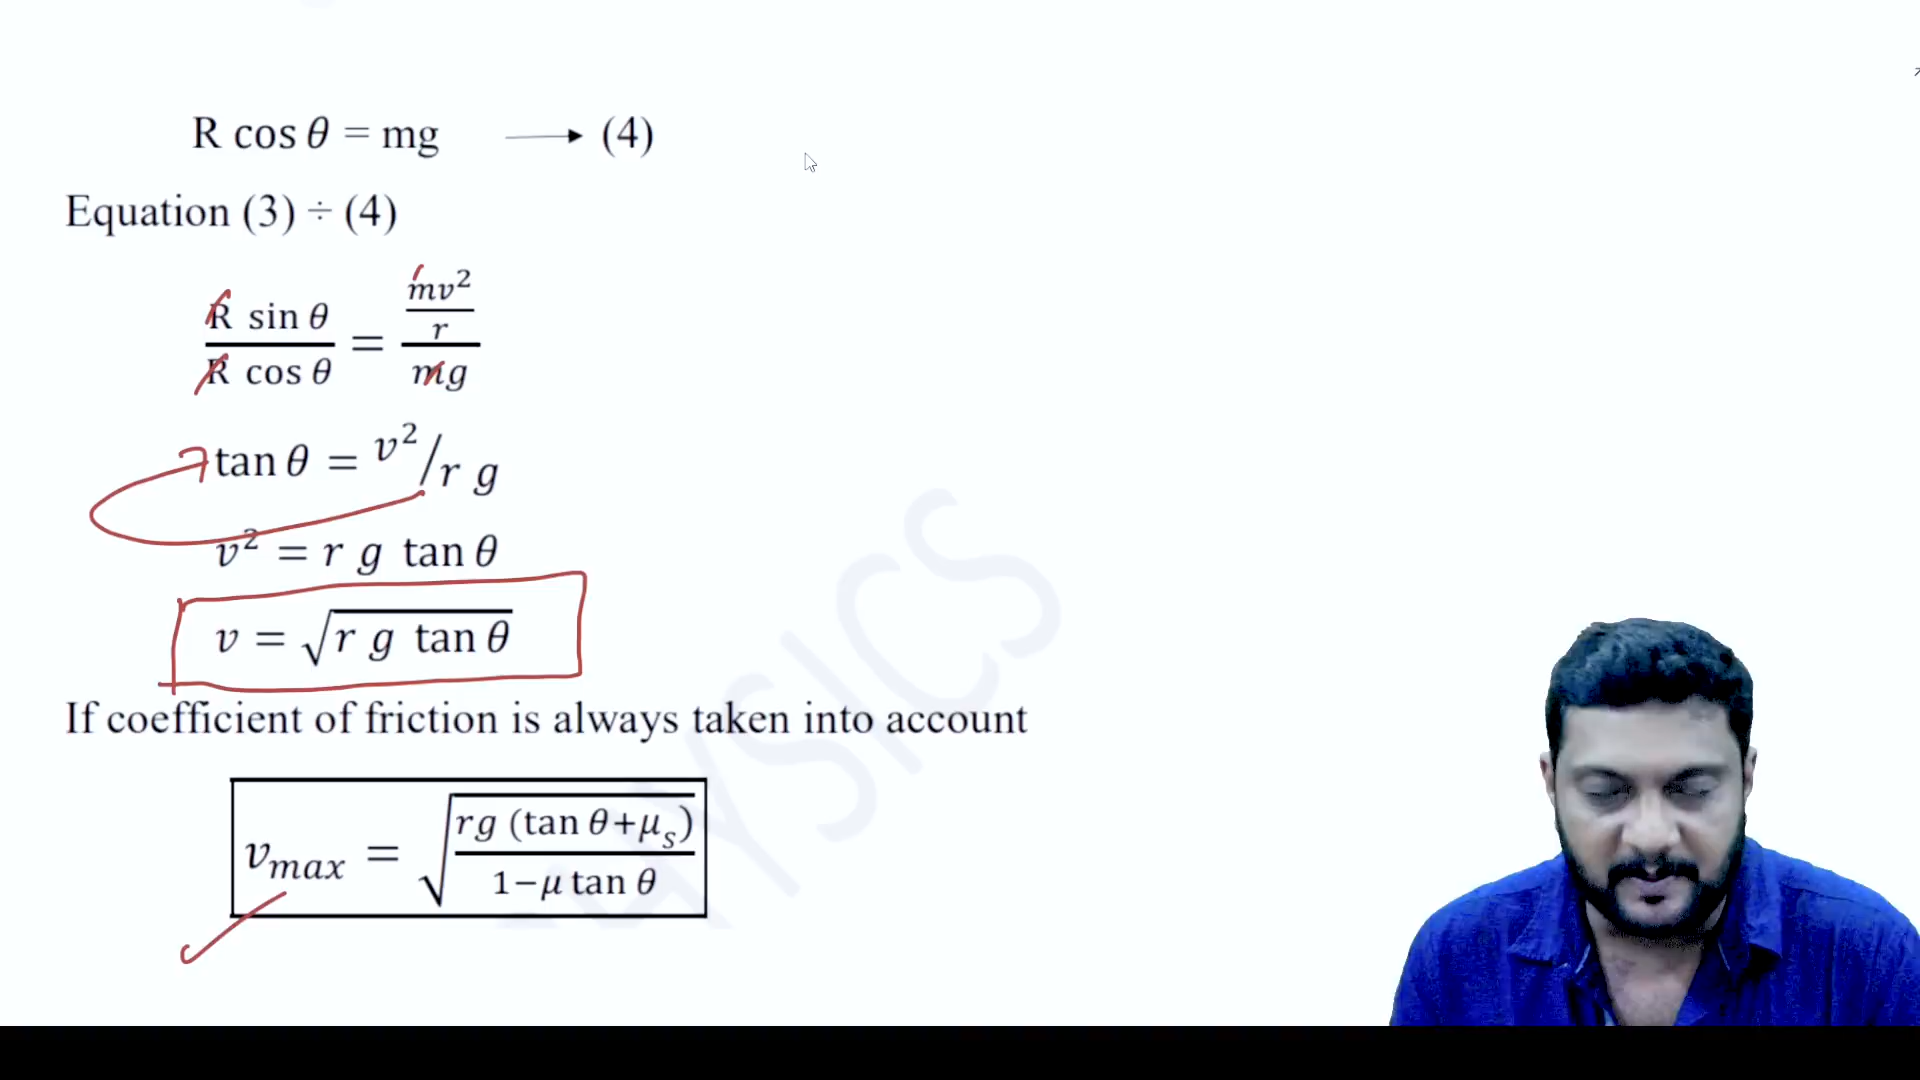 R cos θ = mg ⟶ (4)
Equation (3) ÷ (4)
R sin θ / R cos θ = (mv²/r) / mg
tan θ = v²/r g
v² = r g tan θ
v = √(r g tan θ)
If coefficient of friction is always taken into account
v_max = √(rg (tan θ+μ_s) / 1−μ tan θ)